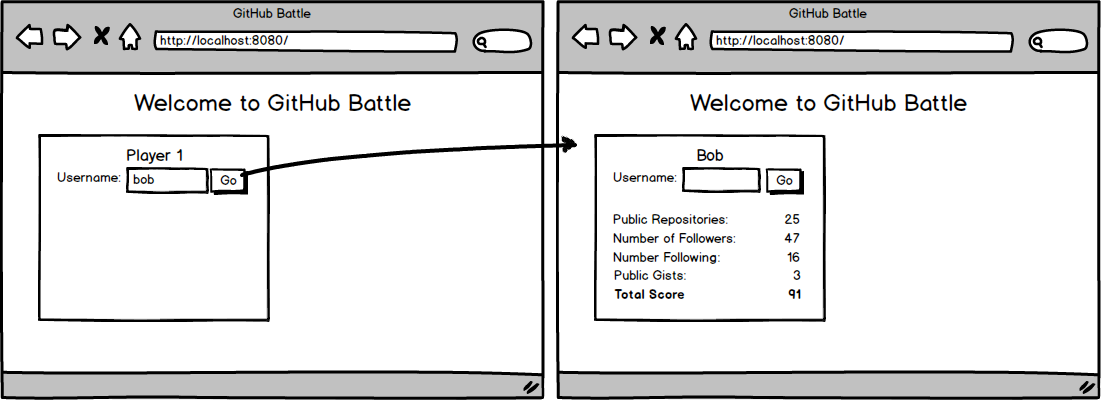 GitHub Battle
http://localhost:8080/
Welcome to GitHub Battle
Player 1
Username: bob Go
GitHub Battle
http://localhost:8080/
Welcome to GitHub Battle
Bob
Username: Go
Public Repositories: 25
Number of Followers: 47
Number Following: 16
Public Gists: 3
Total Score 91